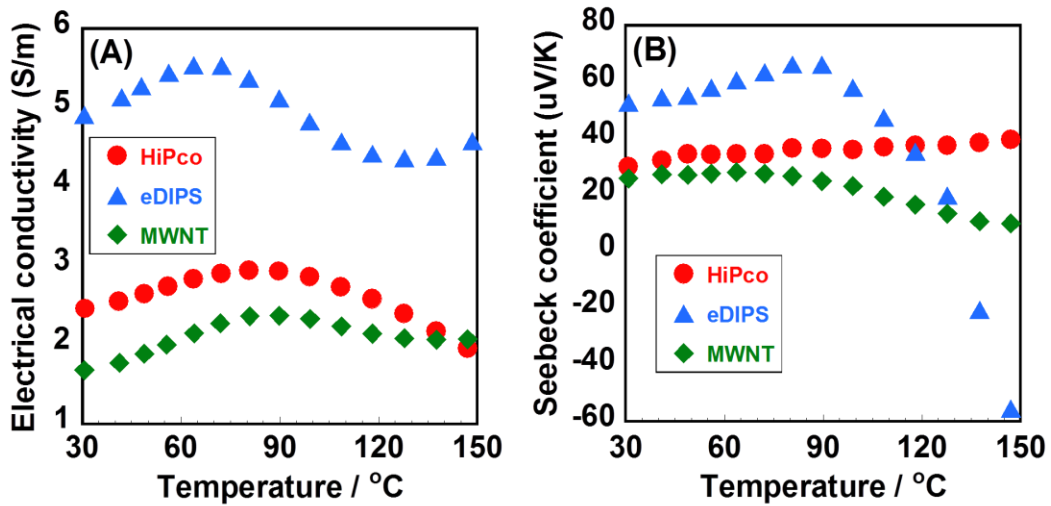 (A)
Electrical conductivity (S/m)
6
5
4
3
2
1
HiPco
eDIPS
MWNT
30
60
90
120
150
Temperature / °C
(B)
Seebeck coefficient (uV/K)
80
60
40
20
0
-20
-40
-60
HiPco
eDIPS
MWNT
30
60
90
120
150
Temperature / °C